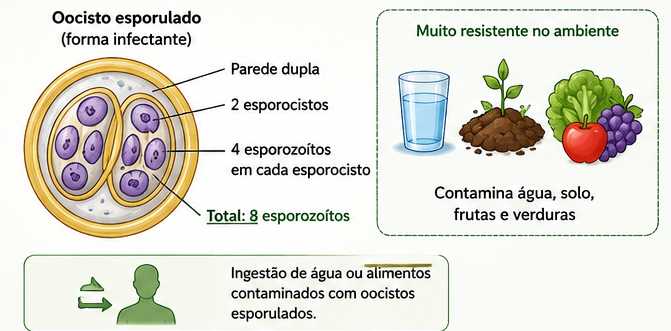 Oocisto esporulado
(forma infectante)
Parede dupla
2 esporocistos
4 esporozoítos
em cada esporocisto
Total: 8 esporozoítos
Muito resistente no ambiente
Contamina água, solo,
frutas e verduras
Ingestão de água ou alimentos
contaminados com oocistos
esporulados.